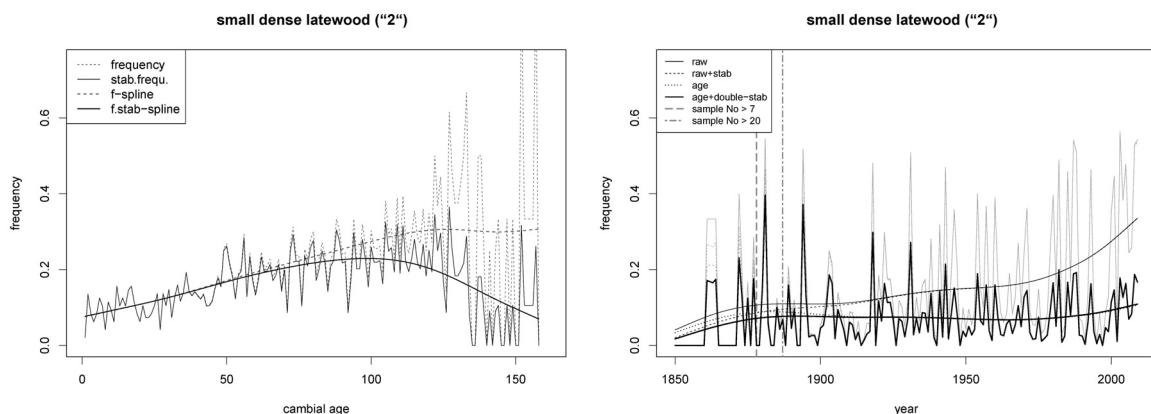 small dense latewood (“2“)
frequency
stab.frequ.
f−spline
f.stab−spline
0.6
0.4
0.2
0.0
frequency
0
50
100
150
cambial age
small dense latewood (“2“)
raw
raw+stab
age
age+double−stab
sample No > 7
sample No > 20
0.6
0.4
0.2
0.0
frequency
1850
1900
1950
2000
year